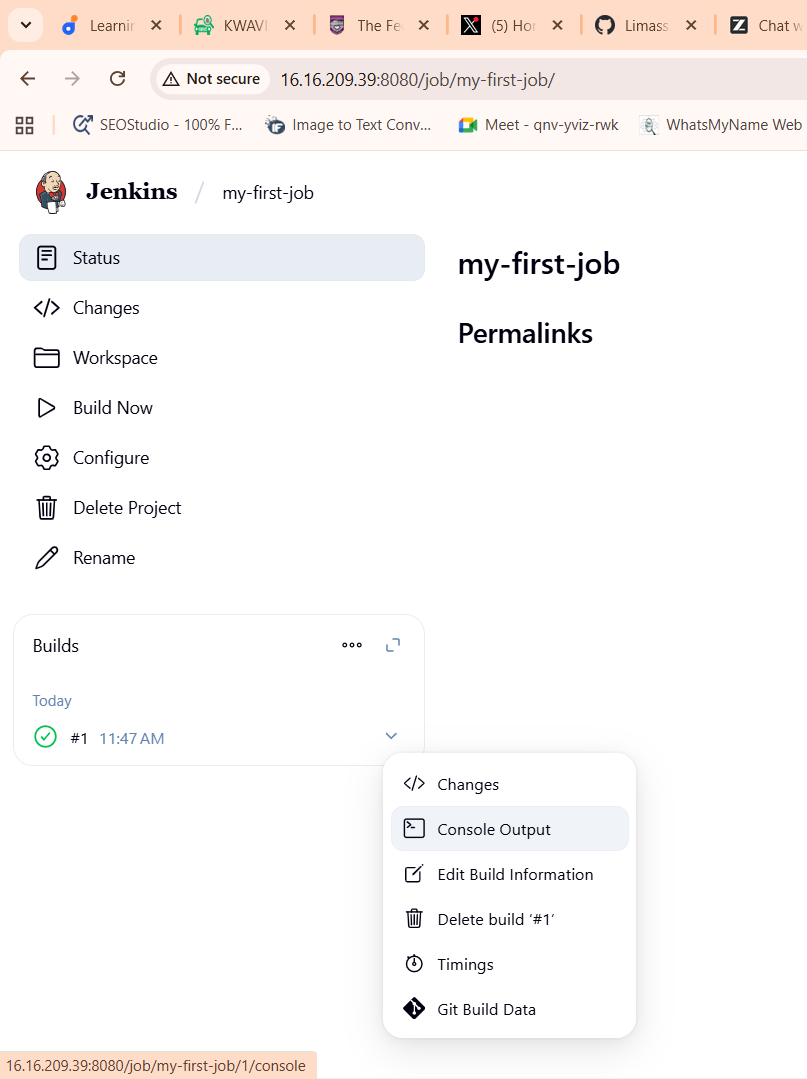 Learnin
KWAVI
The Fe
(5) Hor
Limass
Chat w
Not secure 16.16.209.39:8080/job/my-first-job/
SEOStudio - 100% F...
Image to Text Conv...
Meet - qnv-yviz-rwk
WhatsMyName Web
Jenkins / my-first-job
Status
Changes
Workspace
Build Now
Configure
Delete Project
Rename
my-first-job
Permalinks
Builds
Today
#1 11:47 AM
Changes
Console Output
Edit Build Information
Delete build ‘#1’
Timings
Git Build Data
16.16.209.39:8080/job/my-first-job/1/console